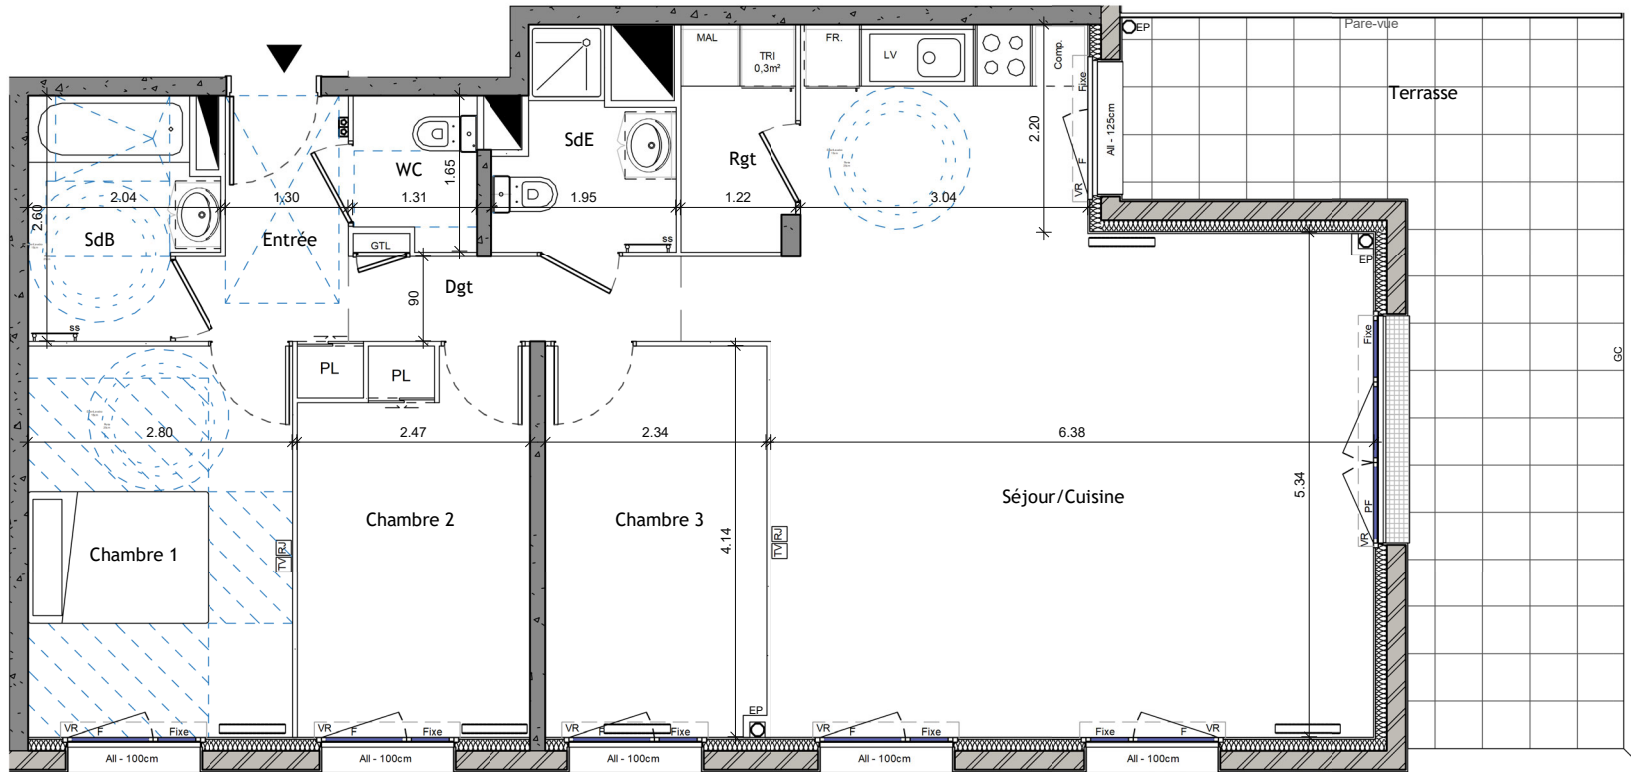 Pare-vue
EP
MAL
TRI
0,3m²
FR.
LV
Comp.
Fixe
F
VR
All - 125cm
Terrasse
SdE
WC
Rgt
2.20
1.65
2.04
1.30
1.31
1.95
1.22
3.04
2.60
SdB
Entrée
GTL
ss
EP
Dgt
90
ss
Fixe
GC
PL
PL
2.80
2.47
2.34
6.38
5.34
Séjour/Cuisine
Chambre 2
Chambre 3
4.14
PF
VR
Chambre 1
TV
RJ
TV
RJ
EP
VR
F
Fixe
VR
F
Fixe
VR
F
Fixe
VR
F
Fixe
Fixe
F
VR
All - 100cm
All - 100cm
All - 100cm
All - 100cm
All - 100cm